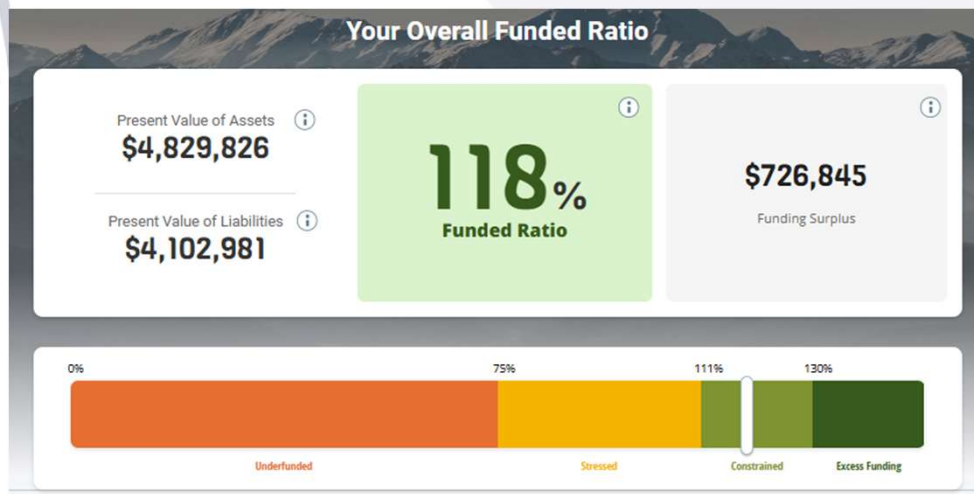 Your Overall Funded Ratio
Present Value of Assets
$4,829,826
Present Value of Liabilities
$4,102,981
118%
Funded Ratio
$726,845
Funding Surplus
0% 75% 111% 130%
Underfunded Stressed Constrained Excess Funding